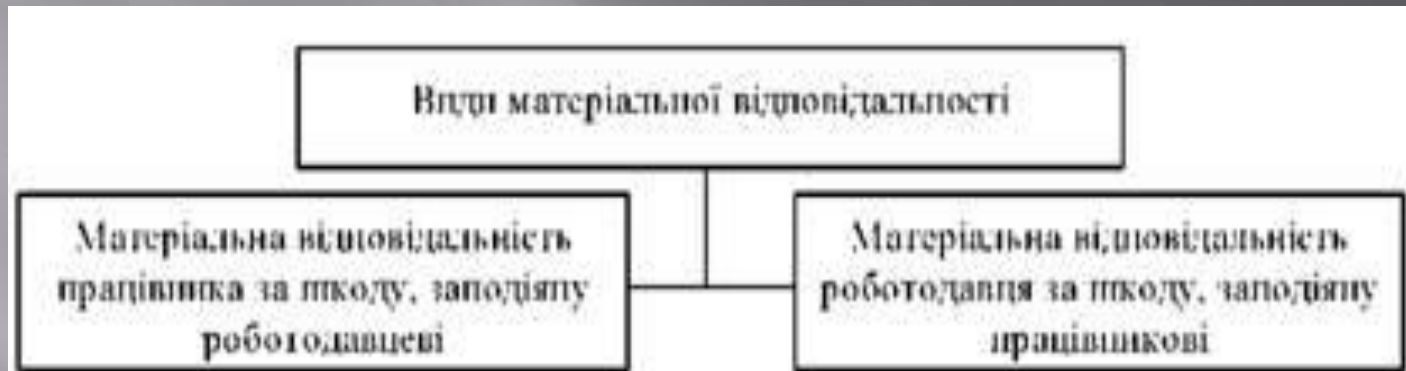 Види матеріальної відповідальності
Матеріальна відповідальність
працівника за шкоду, заподіяну
роботодавцеві
Матеріальна відповідальність
роботодавця за шкоду, заподіяну
працівникові